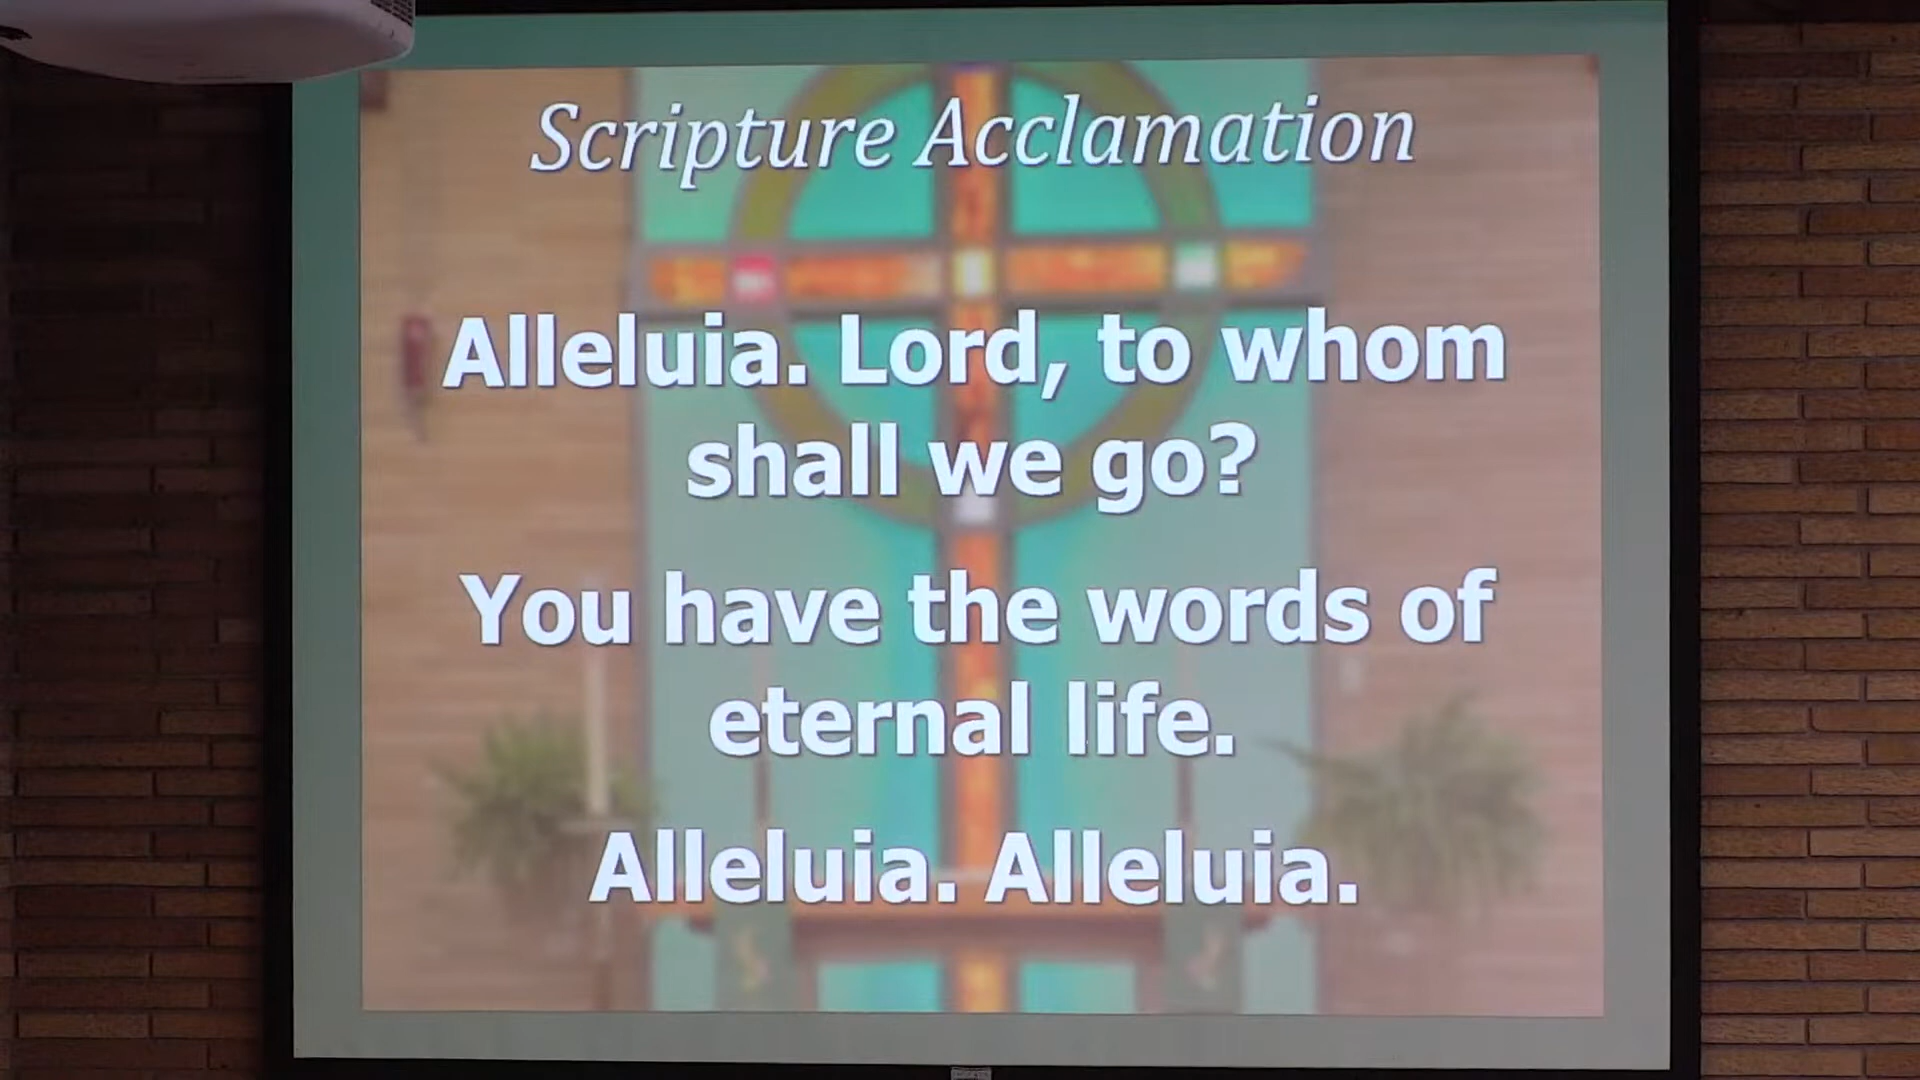 Scripture Acclamation
Alleluia. Lord, to whom
shall we go?
You have the words of
eternal life.
Alleluia. Alleluia.